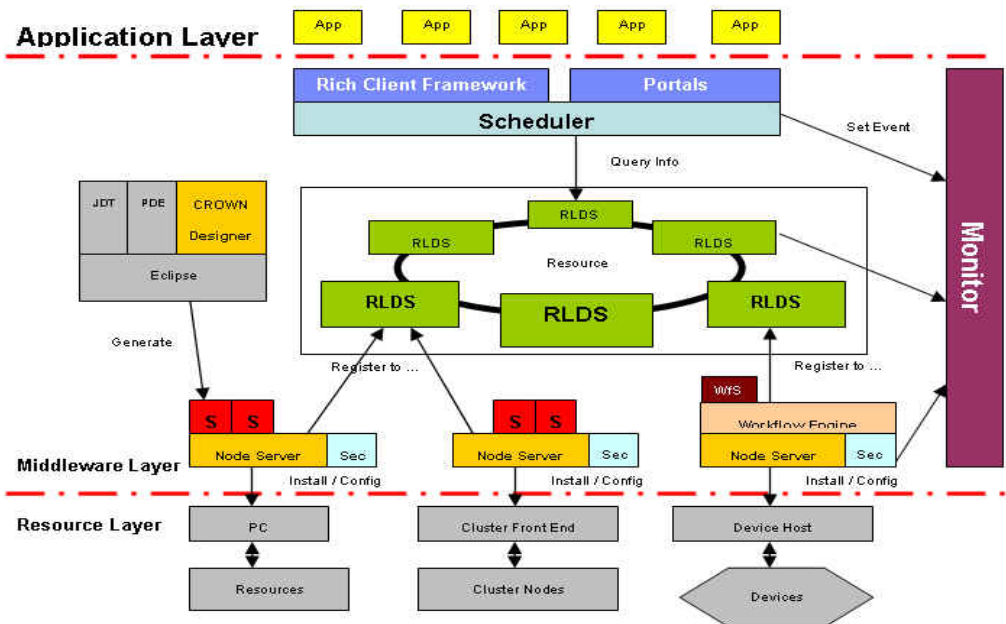 Application Layer
App
App
App
App
App
Rich Client Framework
Portals
Scheduler
Set Event
Query Info
JDT
PDE
CROWN
Designer
Eclipse
RLDS
RLDS
RLDS
Resource
RLDS
RLDS
RLDS
Monitor
Generate
Register to ...
Register to ...
WfS
S
S
S
S
Workflow Engine
Node Server
Sec
Node Server
Sec
Node Server
Sec
Middleware Layer
Install / Config
Install / Config
Install / Config
Resource Layer
PC
Cluster Front End
Device Host
Resources
Cluster Nodes
Devices